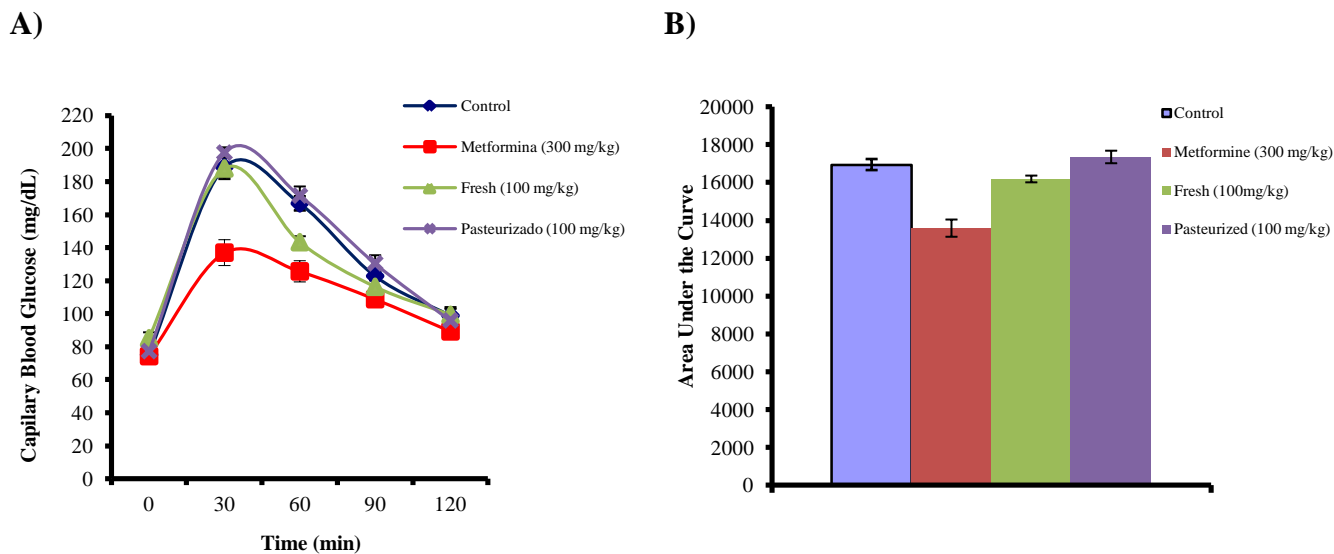 A)
B)
Capilary Blood Glucose (mg/dL)
220
200
180
160
140
120
100
80
60
40
20
0
0 30 60 90 120
Time (min)
Control
Metformina (300 mg/kg)
Fresh (100 mg/kg)
Pasteurizado (100 mg/kg)
Area Under the Curve
20000
18000
16000
14000
12000
10000
8000
6000
4000
2000
0
Control
Metformine (300 mg/kg)
Fresh (100mg/kg)
Pasteurized (100 mg/kg)